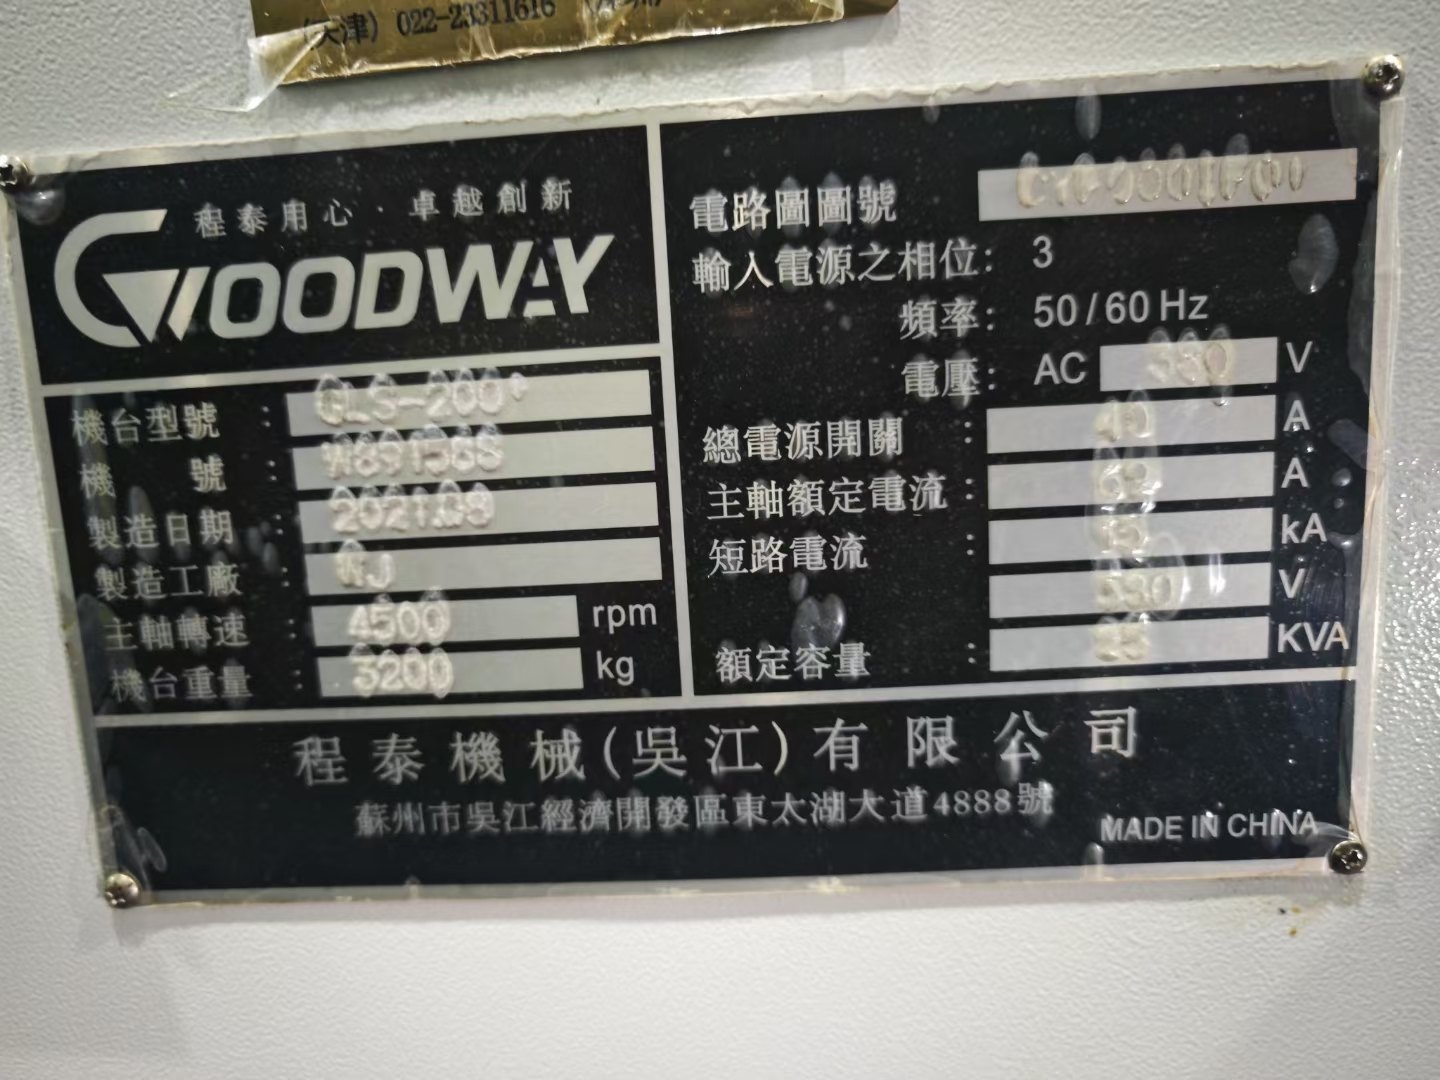 (天津) 022-23311616
程泰用心·卓越創新
GOODWAY
機台型號 : GLS-200
機 號 :
製造日期 : 2021.08
製造工廠 : WJ
主軸轉速 : 4500 rpm
機台重量 : 3200 kg
電路圖圖號
輸入電源之相位: 3
頻率: 50/60 Hz
電壓: AC 380 V
總電源開關 : 40 A
主軸額定電流 : A
短路電流 : kA
V
額定容量 : 25 KVA
程泰機械(吳江)有限公司
蘇州市吳江經濟開發區東太湖大道4888號
MADE IN CHINA